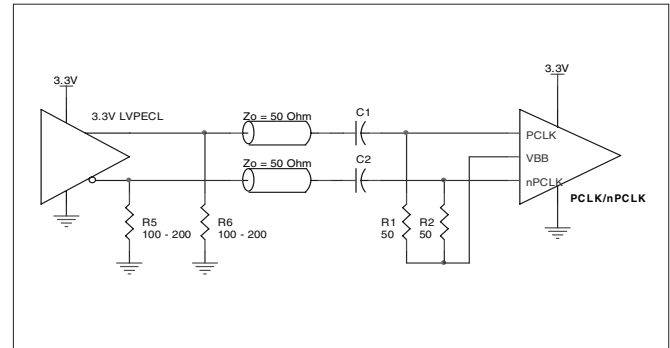 3.3V
3.3V
3.3V LVPECL
Zo = 50 Ohm
C1
PCLK
Zo = 50 Ohm
C2
VBB
nPCLK
PCLK/nPCLK
R5
100 - 200
R6
100 - 200
R1
50
R2
50